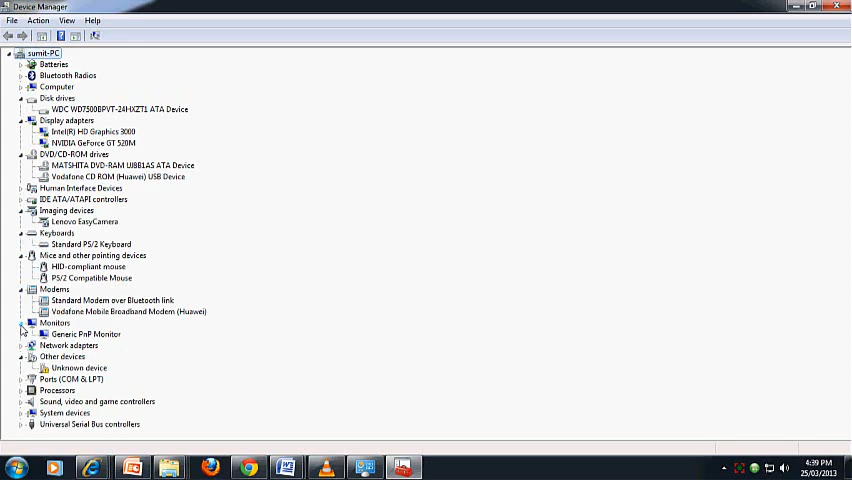 Device Manager
File Action View Help
sumit-PC
Batteries
Bluetooth Radios
Computer
Disk drives
WDC WD7500BPVT-24HXZT1 ATA Device
Display adapters
Intel(R) HD Graphics 3000
NVIDIA GeForce GT 520M
DVD/CD-ROM drives
MATSHITA DVD-RAM UJ8B1AS ATA Device
Vodafone CD ROM (Huawei) USB Device
Human Interface Devices
IDE ATA/ATAPI controllers
Imaging devices
Lenovo EasyCamera
Keyboards
Standard PS/2 Keyboard
Mice and other pointing devices
HID-compliant mouse
PS/2 Compatible Mouse
Modems
Standard Modem over Bluetooth link
Vodafone Mobile Broadband Modem (Huawei)
Monitors
Generic PnP Monitor
Network adapters
Other devices
Unknown device
Ports (COM & LPT)
Processors
Sound, video and game controllers
System devices
Universal Serial Bus controllers
4:39 PM
25/03/2013